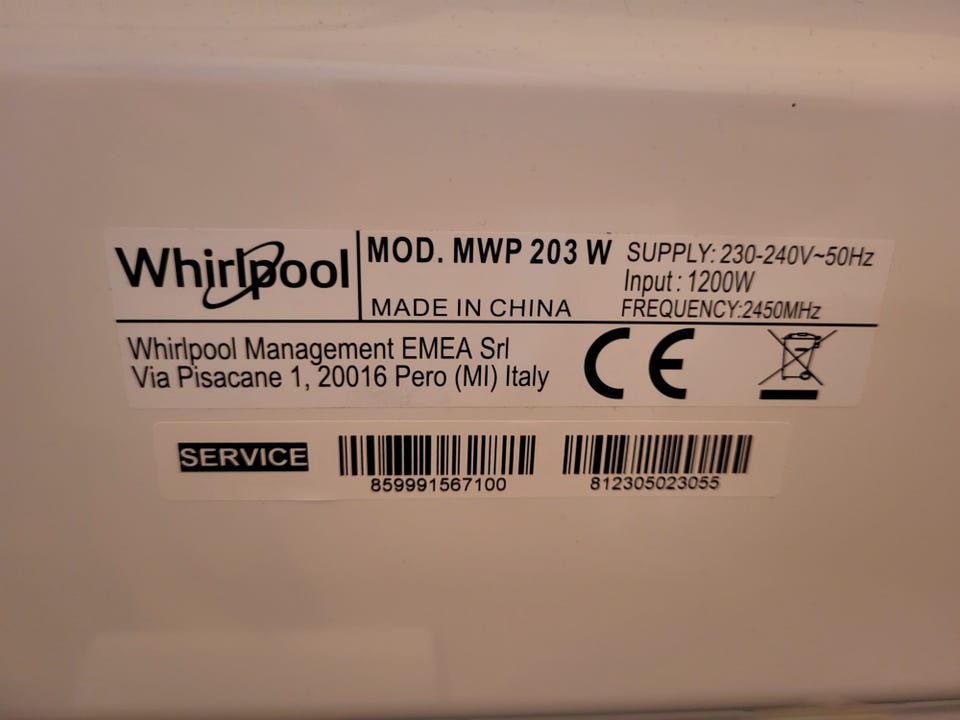 Whirlpool
MOD. MWP 203 W
MADE IN CHINA
SUPPLY: 230-240V~50Hz
Input : 1200W
FREQUENCY:2450MHz
Whirlpool Management EMEA Srl
Via Pisacane 1, 20016 Pero (MI) Italy
CE
SERVICE
859991567100
812305023055